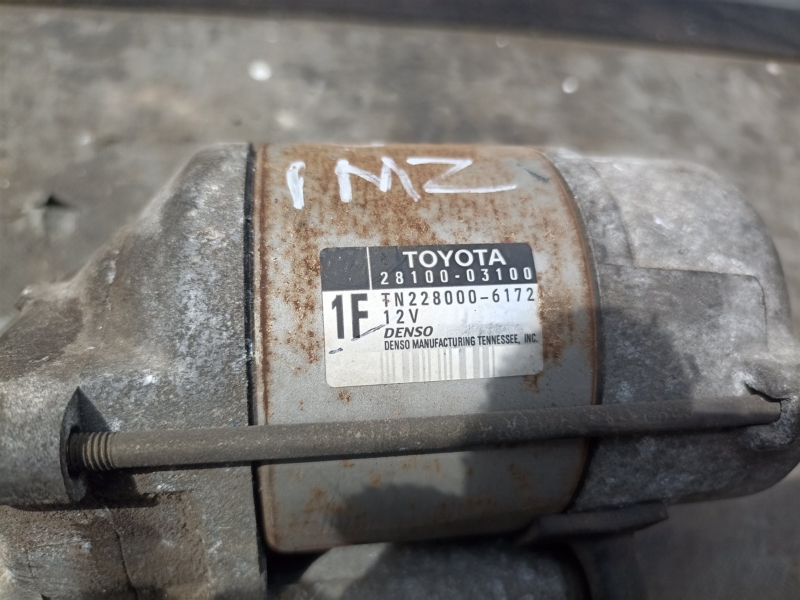 1MZ
TOYOTA
28100-03100
1F
TN228000-6172
12V
DENSO
DENSO MANUFACTURING TENNESSEE, INC.